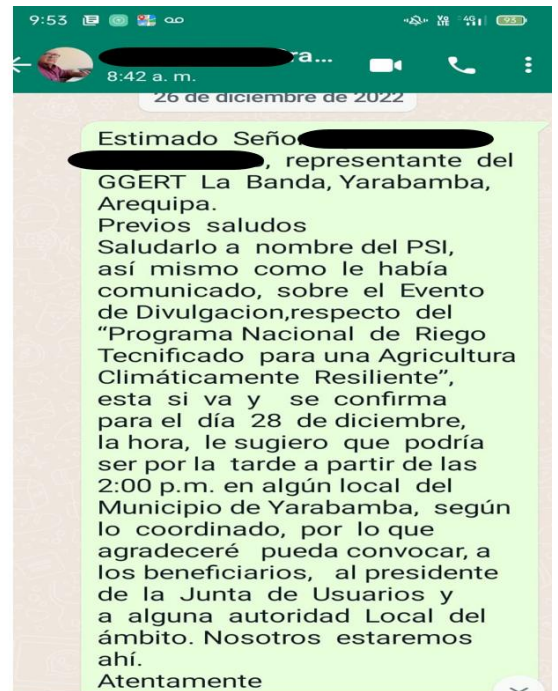 9:53
ra...
8:42 a. m.
26 de diciembre de 2022
Estimado Seño
, representante del
GGERT La Banda, Yarabamba,
Arequipa.
Previos saludos
Saludarlo a nombre del PSI,
así mismo como le había
comunicado, sobre el Evento
de Divulgacion,respecto del
“Programa Nacional de Riego
Tecnificado para una Agricultura
Climáticamente Resiliente”,
esta si va y se confirma
para el día 28 de diciembre,
la hora, le sugiero que podría
ser por la tarde a partir de las
2:00 p.m. en algún local del
Municipio de Yarabamba, según
lo coordinado, por lo que
agradeceré pueda convocar, a
los beneficiarios, al presidente
de la Junta de Usuarios y
a alguna autoridad Local del
ámbito. Nosotros estaremos
ahí.
Atentamente